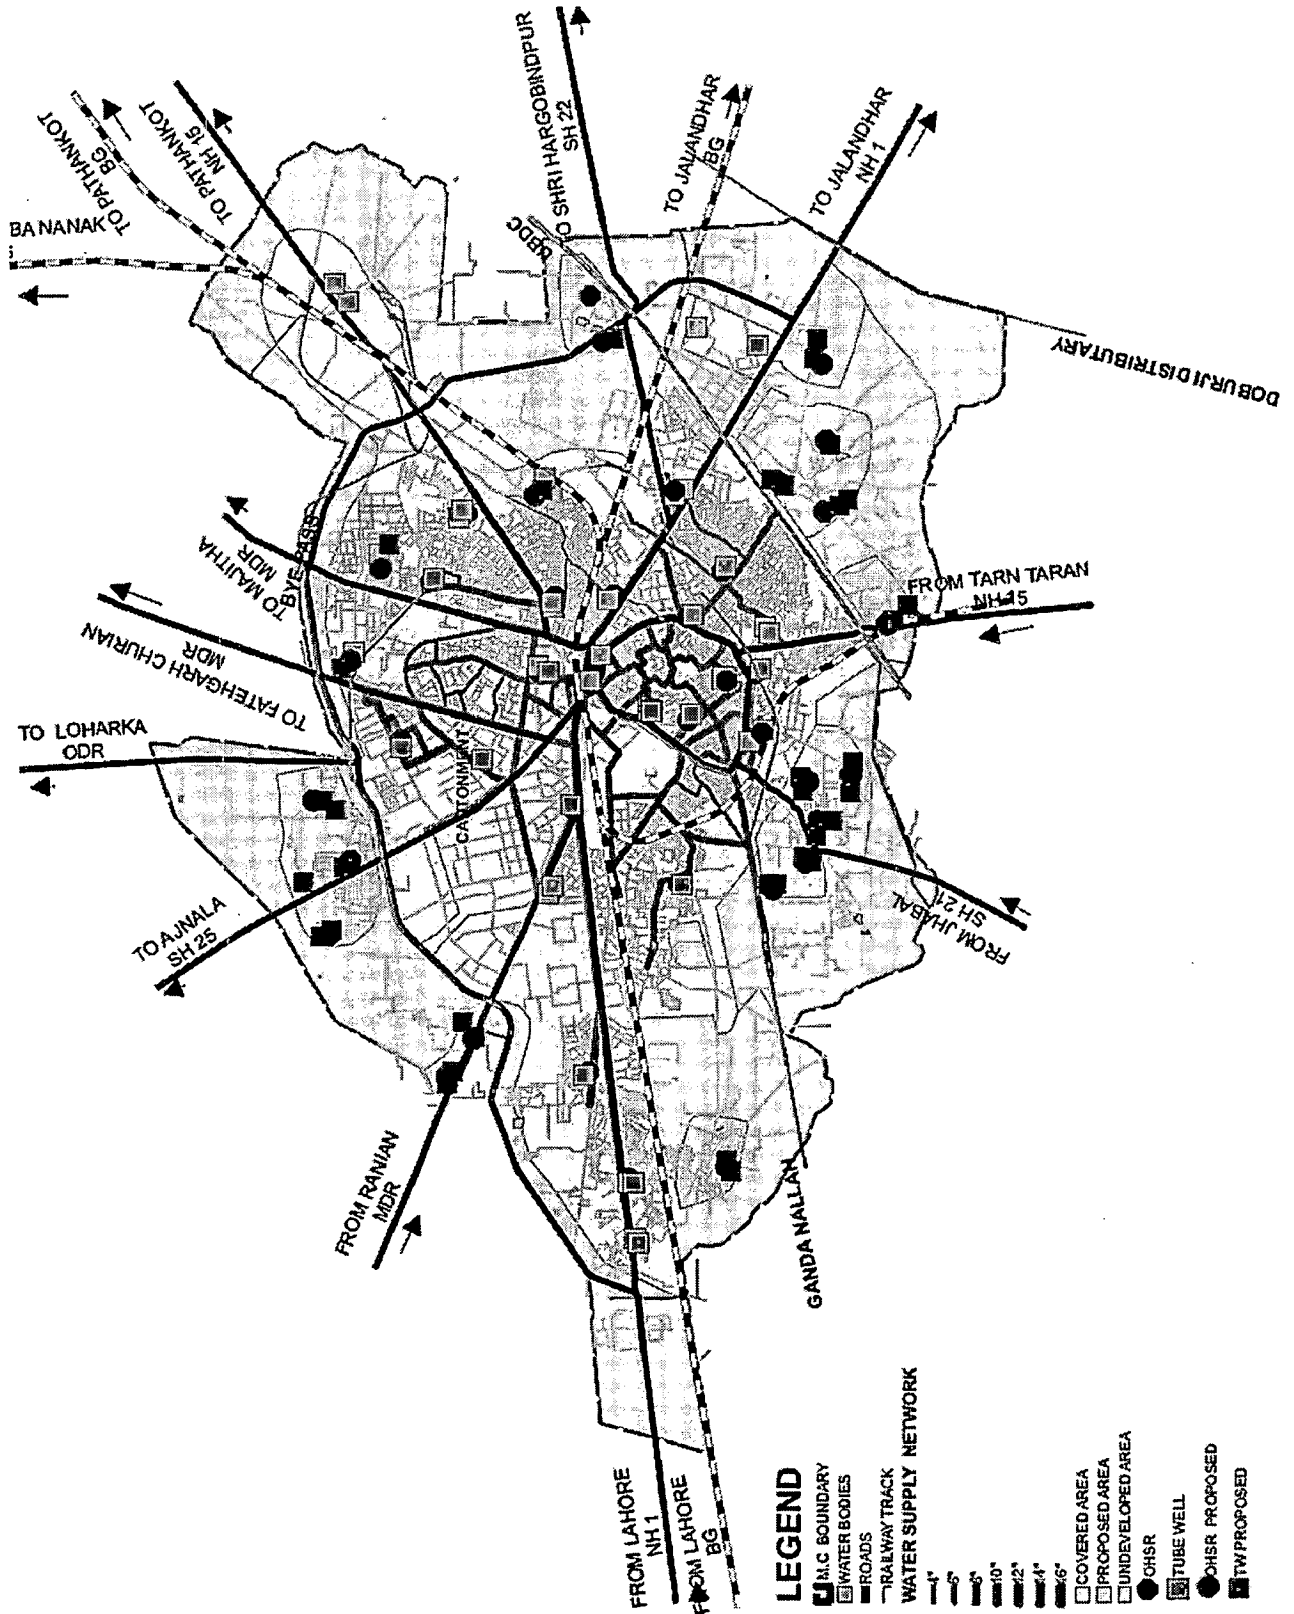 BA NANAK
TO PATHANKOT
BG
TO PATHANKOT
NH 15
O SHRI HARGOBINDPUR
SH 22
UBDC
TO JALANDHAR
BG
TO JALANDHAR
NH 1
DOBURJI DISTRIBUTARY
TO MAJITHA
MDR
BYE PASS
TO FATEHGARH CHURIAN
MDR
TO LOHARKA
ODR
CANTONMENT
FROM TARN TARAN
NH 15
TO AJNALA
SH 25
FROM JHABAL
SH 21
FROM RANIAN
MDR
GANDA NALLAH
FROM LAHORE
NH 1
FROM LAHORE
BG
LEGEND
M.C. BOUNDARY
WATER BODIES
ROADS
RAILWAY TRACK
WATER SUPPLY NETWORK
4"
10"
12"
COVERED AREA
PROPOSED AREA
UNDEVELOPED AREA
OHSR
TUBE WELL
OHSR PROPOSED
TW PROPOSED